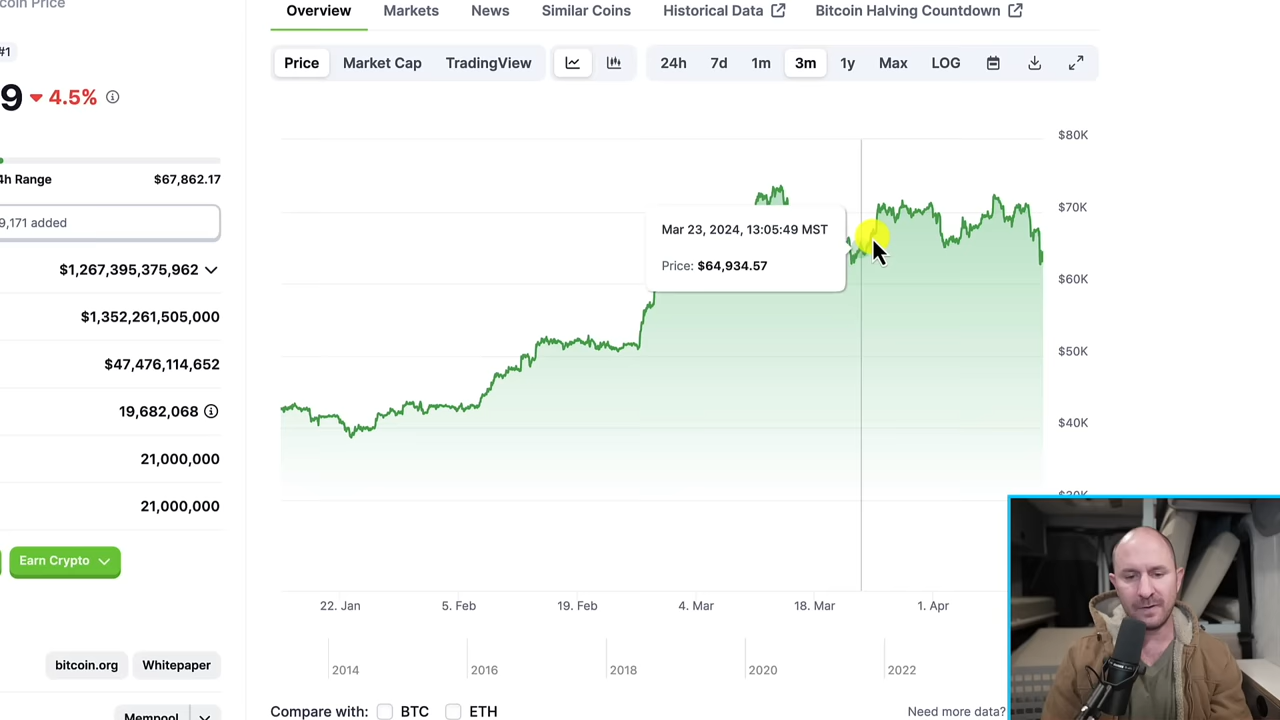 coin Price
Overview Markets News Similar Coins Historical Data Bitcoin Halving Countdown
#1
Price Market Cap TradingView 24h 7d 1m 3m 1y Max LOG
9 4.5%
4h Range $67,862.17
9,171 added
$1,267,395,375,962
$1,352,261,505,000
$47,476,114,652
19,682,068
21,000,000
21,000,000
Earn Crypto
bitcoin.org Whitepaper
Mempool
$80K
$70K
$60K
$50K
$40K
Mar 23, 2024, 13:05:49 MST
Price: $64,934.57
22. Jan 5. Feb 19. Feb 4. Mar 18. Mar 1. Apr
2014 2016 2018 2020 2022
Compare with: BTC ETH Need more data?